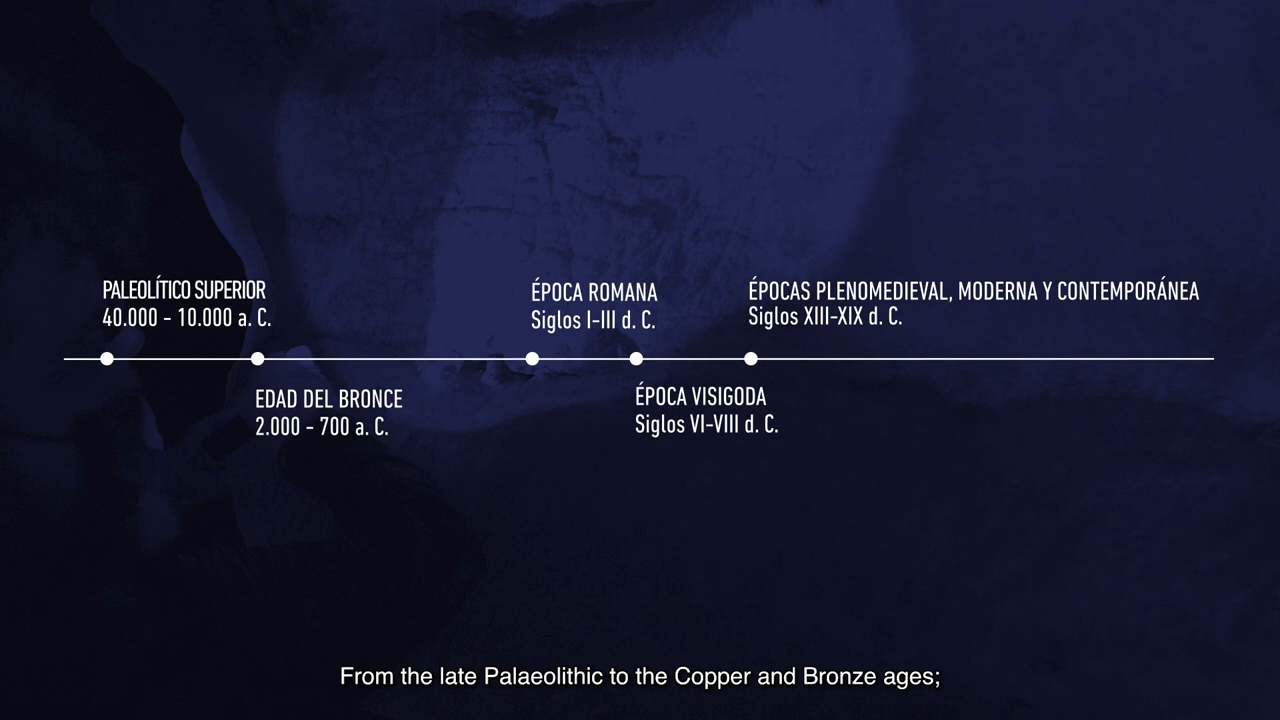 PALEOLÍTICO SUPERIOR
40.000 - 10.000 a. C.
EDAD DEL BRONCE
2.000 - 700 a. C.
ÉPOCA ROMANA
Siglos I-III d. C.
ÉPOCA VISIGODA
Siglos VI-VIII d. C.
ÉPOCAS PLENOMEDIEVAL, MODERNA Y CONTEMPORÁNEA
Siglos XIII-XIX d. C.
From the late Palaeolithic to the Copper and Bronze ages;